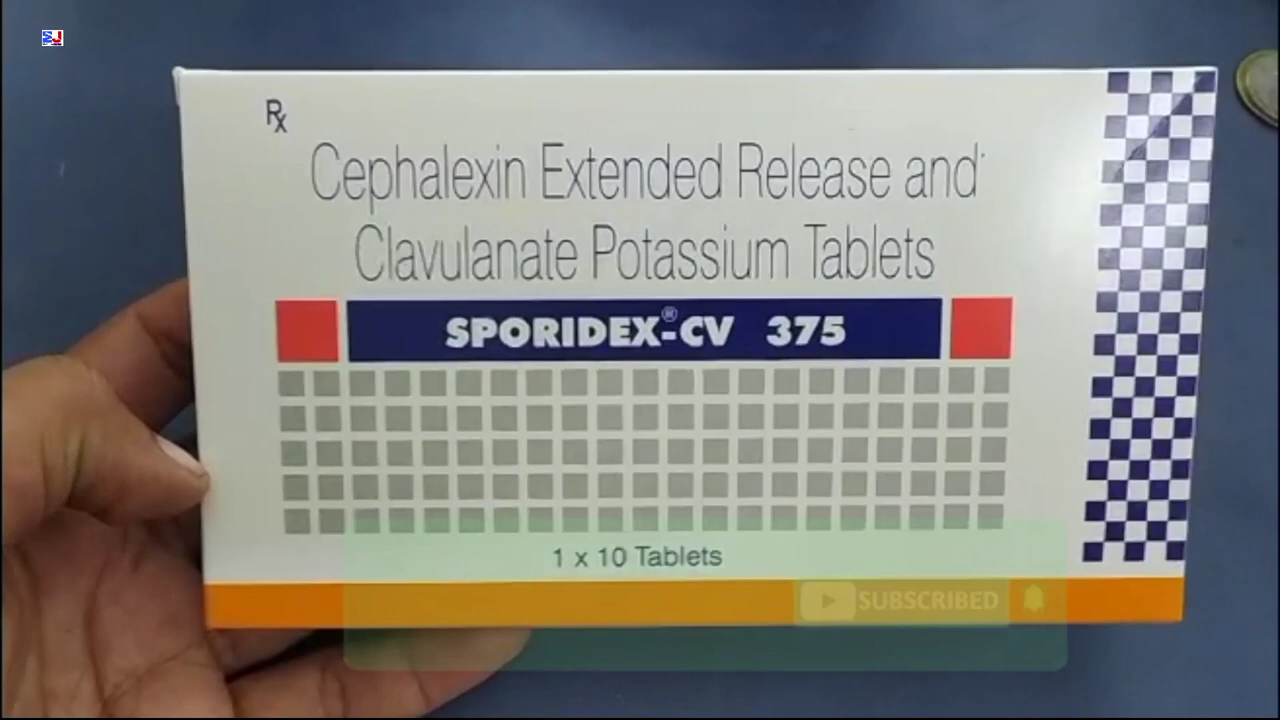 Rx
Cephalexin Extended Release and
Clavulanate Potassium Tablets
SPORIDEX®-CV 375
1 x 10 Tablets
SUBSCRIBED